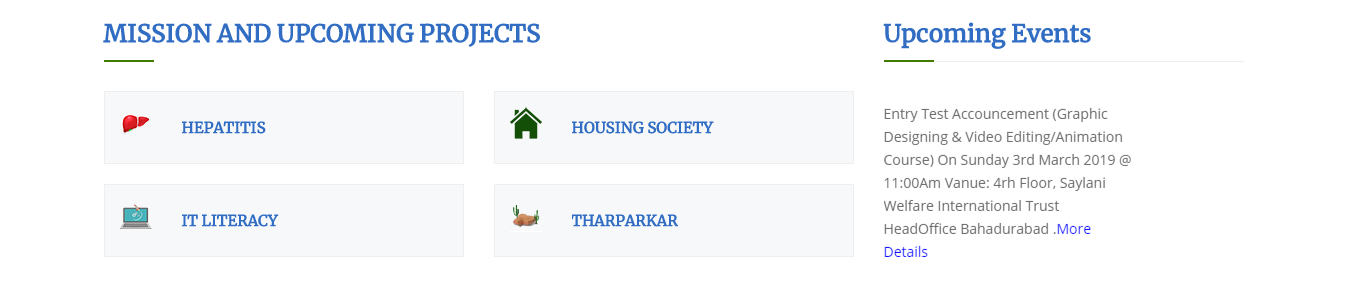 MISSION AND UPCOMING PROJECTS
HEPATITIS
HOUSING SOCIETY
IT LITERACY
THARPARKAR
Upcoming Events
Entry Test Accouncement (Graphic
Designing & Video Editing/Animation
Course) On Sunday 3rd March 2019 @
11:00Am Vanue: 4rh Floor, Saylani
Welfare International Trust
HeadOffice Bahadurabad .More
Details